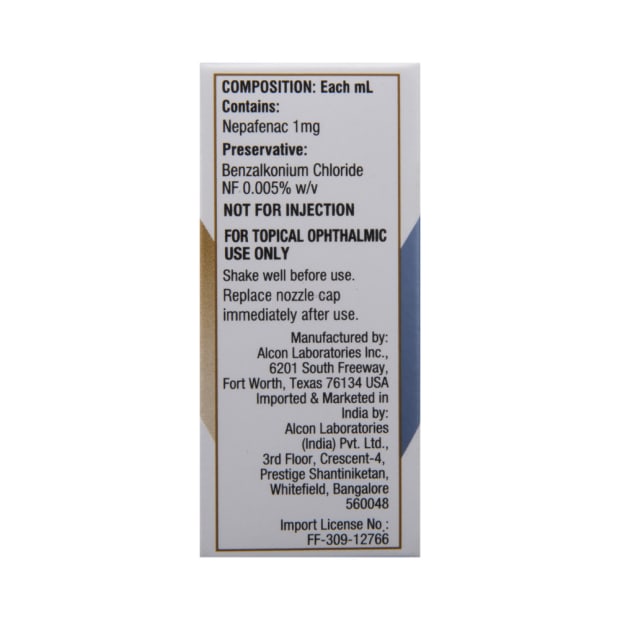 COMPOSITION: Each mL
Contains:
Nepafenac 1mg
Preservative:
Benzalkonium Chloride
NF 0.005% w/v
NOT FOR INJECTION
FOR TOPICAL OPHTHALMIC
USE ONLY
Shake well before use.
Replace nozzle cap
immediately after use.
Manufactured by:
Alcon Laboratories Inc.,
6201 South Freeway,
Fort Worth, Texas 76134 USA
Imported & Marketed in
India by:
Alcon Laboratories
(India) Pvt. Ltd.,
3rd Floor, Crescent-4,
Prestige Shantiniketan,
Whitefield, Bangalore
560048
Import License No.:
FF-309-12766